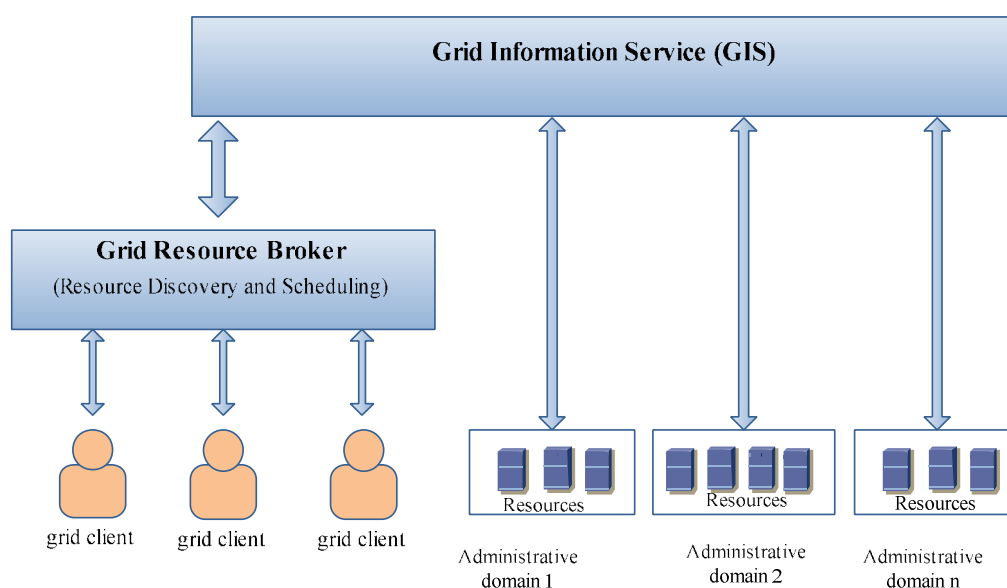 Grid Information Service (GIS)
Grid Resource Broker
(Resource Discovery and Scheduling)
Resources
Resources
Resources
grid client
grid client
grid client
Administrative
domain 1
Administrative
domain 2
Administrative
domain n